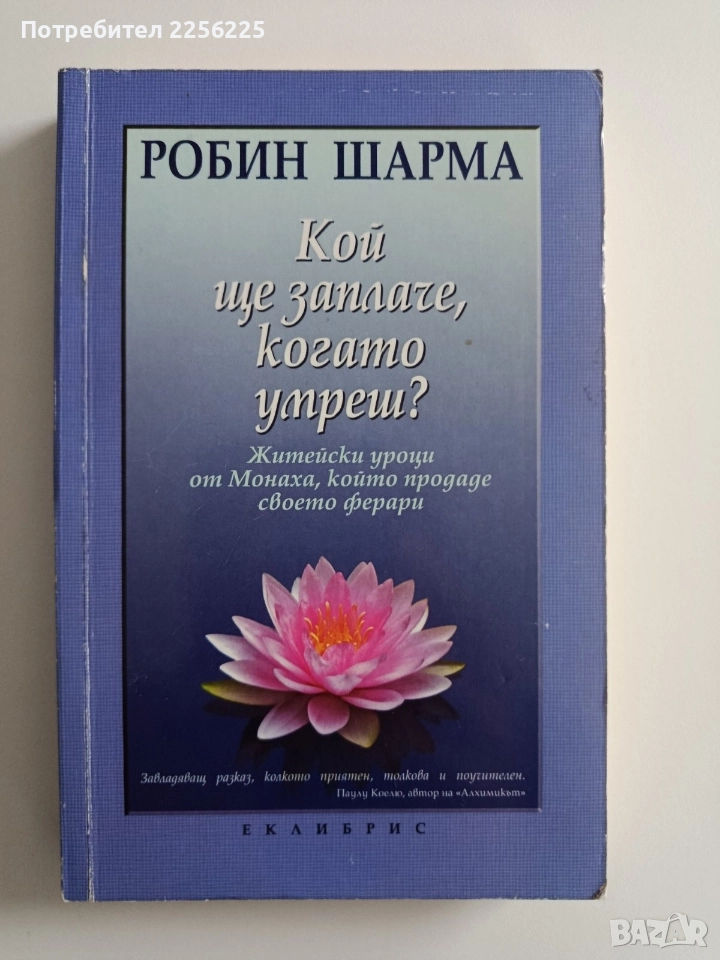 Потребител 2256225
РОБИН ШАРМА
Кой
ще заплаче,
когато
умреш?
Житейски уроци
от Монаха, който продаде
своето ферари
Завладяващ разказ, колкото приятен, толкова и поучителен.
Паулу Коелю, автор на «Алхимикът»
ЕКЛИБРИС
BAZAR